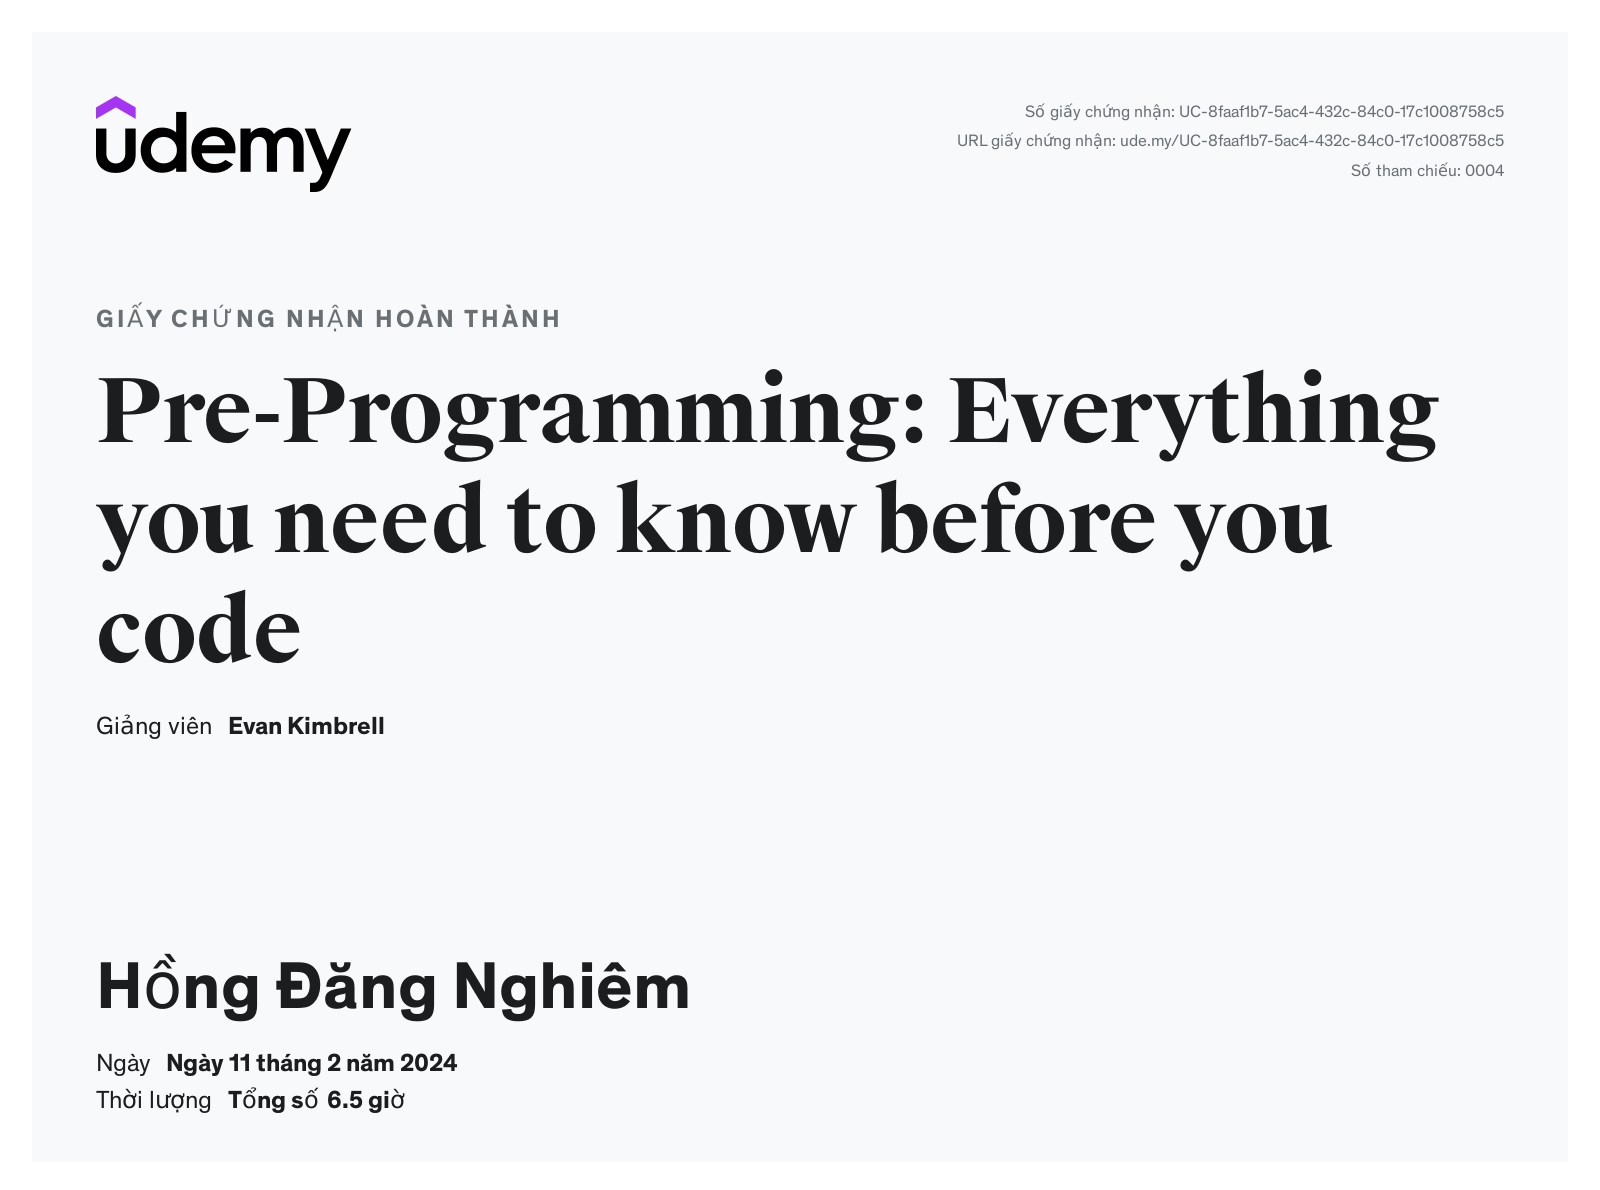 udemy
Số giấy chứng nhận: UC-8faaf1b7-5ac4-432c-84c0-17c1008758c5
URL giấy chứng nhận: ude.my/UC-8faaf1b7-5ac4-432c-84c0-17c1008758c5
Số tham chiếu: 0004
GIẤY CHỨNG NHẬN HOÀN THÀNH
Pre-Programming: Everything
you need to know before you
code
Giảng viên Evan Kimbrell
Hồng Đăng Nghiêm
Ngày Ngày 11 tháng 2 năm 2024
Thời lượng Tổng số 6.5 giờ